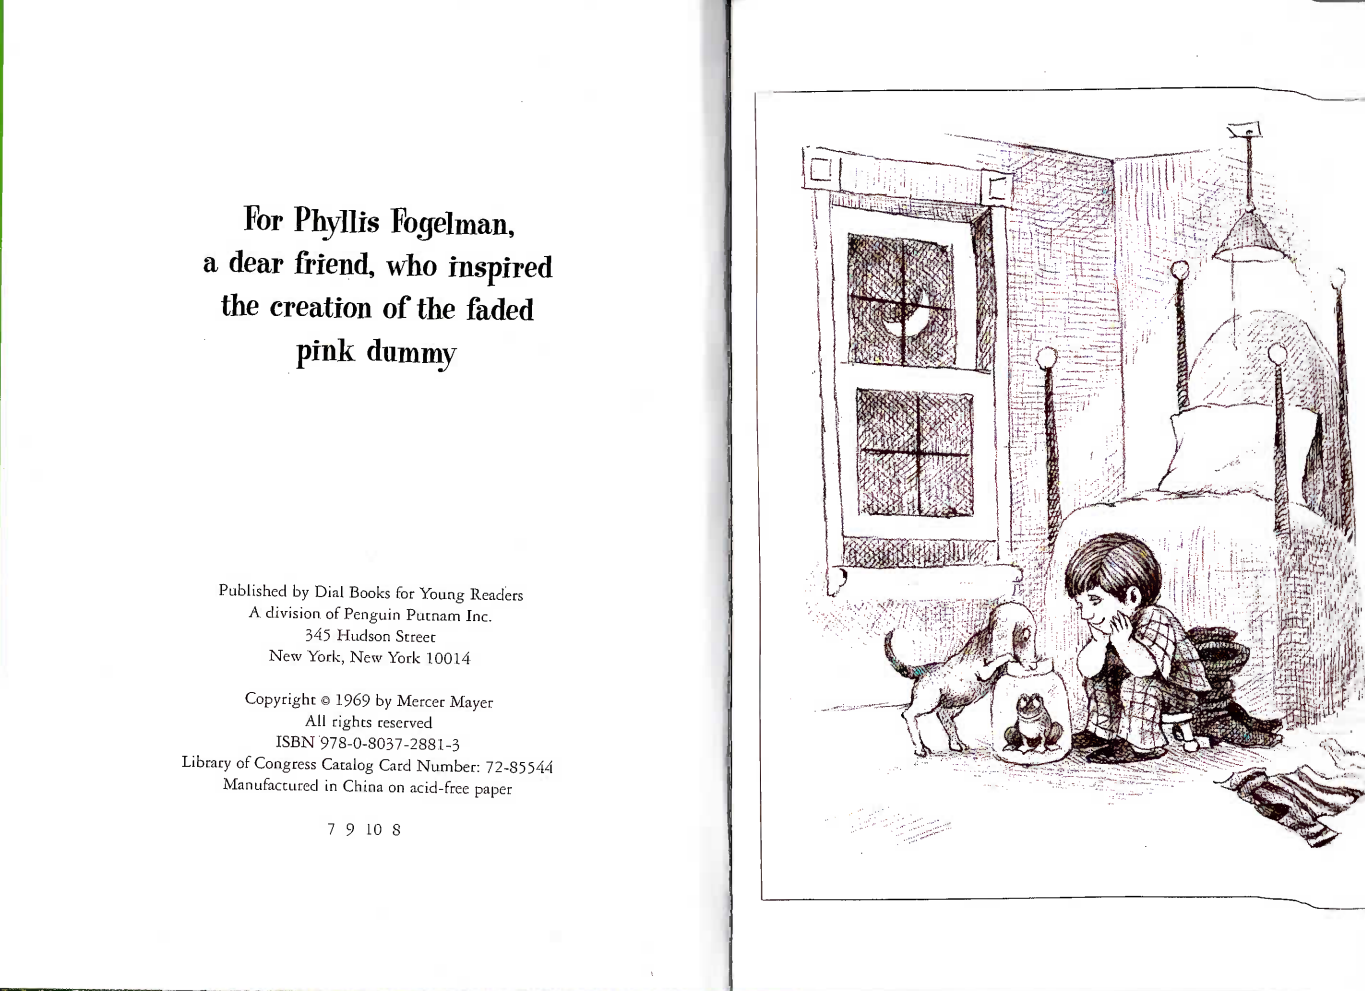 For Phyllis Fogelman,
a dear friend, who inspired
the creation of the faded
pink dummy
Published by Dial Books for Young Readers
A division of Penguin Putnam Inc.
345 Hudson Street
New York, New York 10014
Copyright © 1969 by Mercer Mayer
All rights reserved
ISBN 978-0-8037-2881-3
Library of Congress Catalog Card Number: 72-85544
Manufactured in China on acid-free paper
7 9 10 8